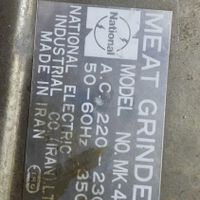 National
MEAT GRINDE
MODEL NO. MK-4
A.C. 220-230
50-60Hz 350
NATIONAL ELECTRIC
INDUSTRIAL CO. (IRAN) LT
MADE IN IRAN